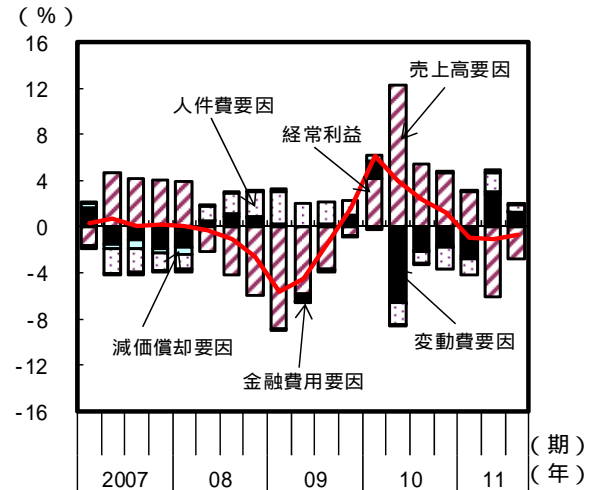 (％)
16
12
8
4
0
-4
-8
-12
-16
売上高要因
人件費要因
経常利益
減価償却要因
金融費用要因
変動費要因
(期)
2007 08 09 10 11 (年)